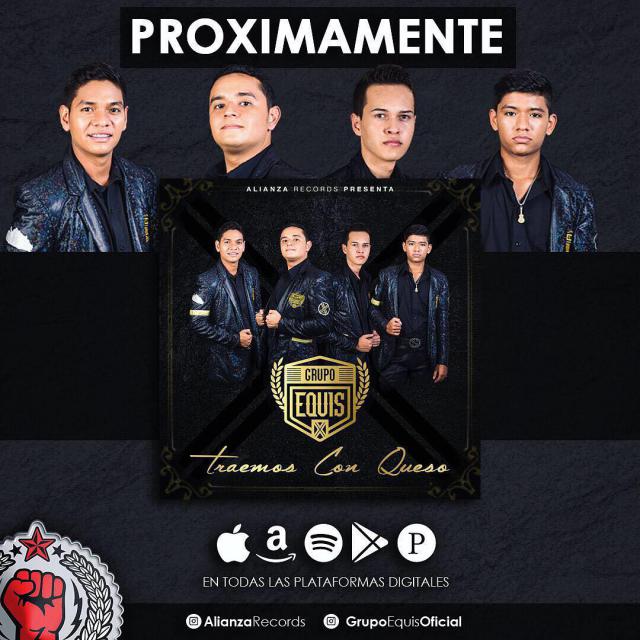 PROXIMAMENTE
ALIANZA RECORDS PRESENTA
GRUPO
EQUIS
Traemos Con Queso
a
P
EN TODAS LAS PLATAFORMAS DIGITALES
AlianzaRecords GrupoEquisOficial